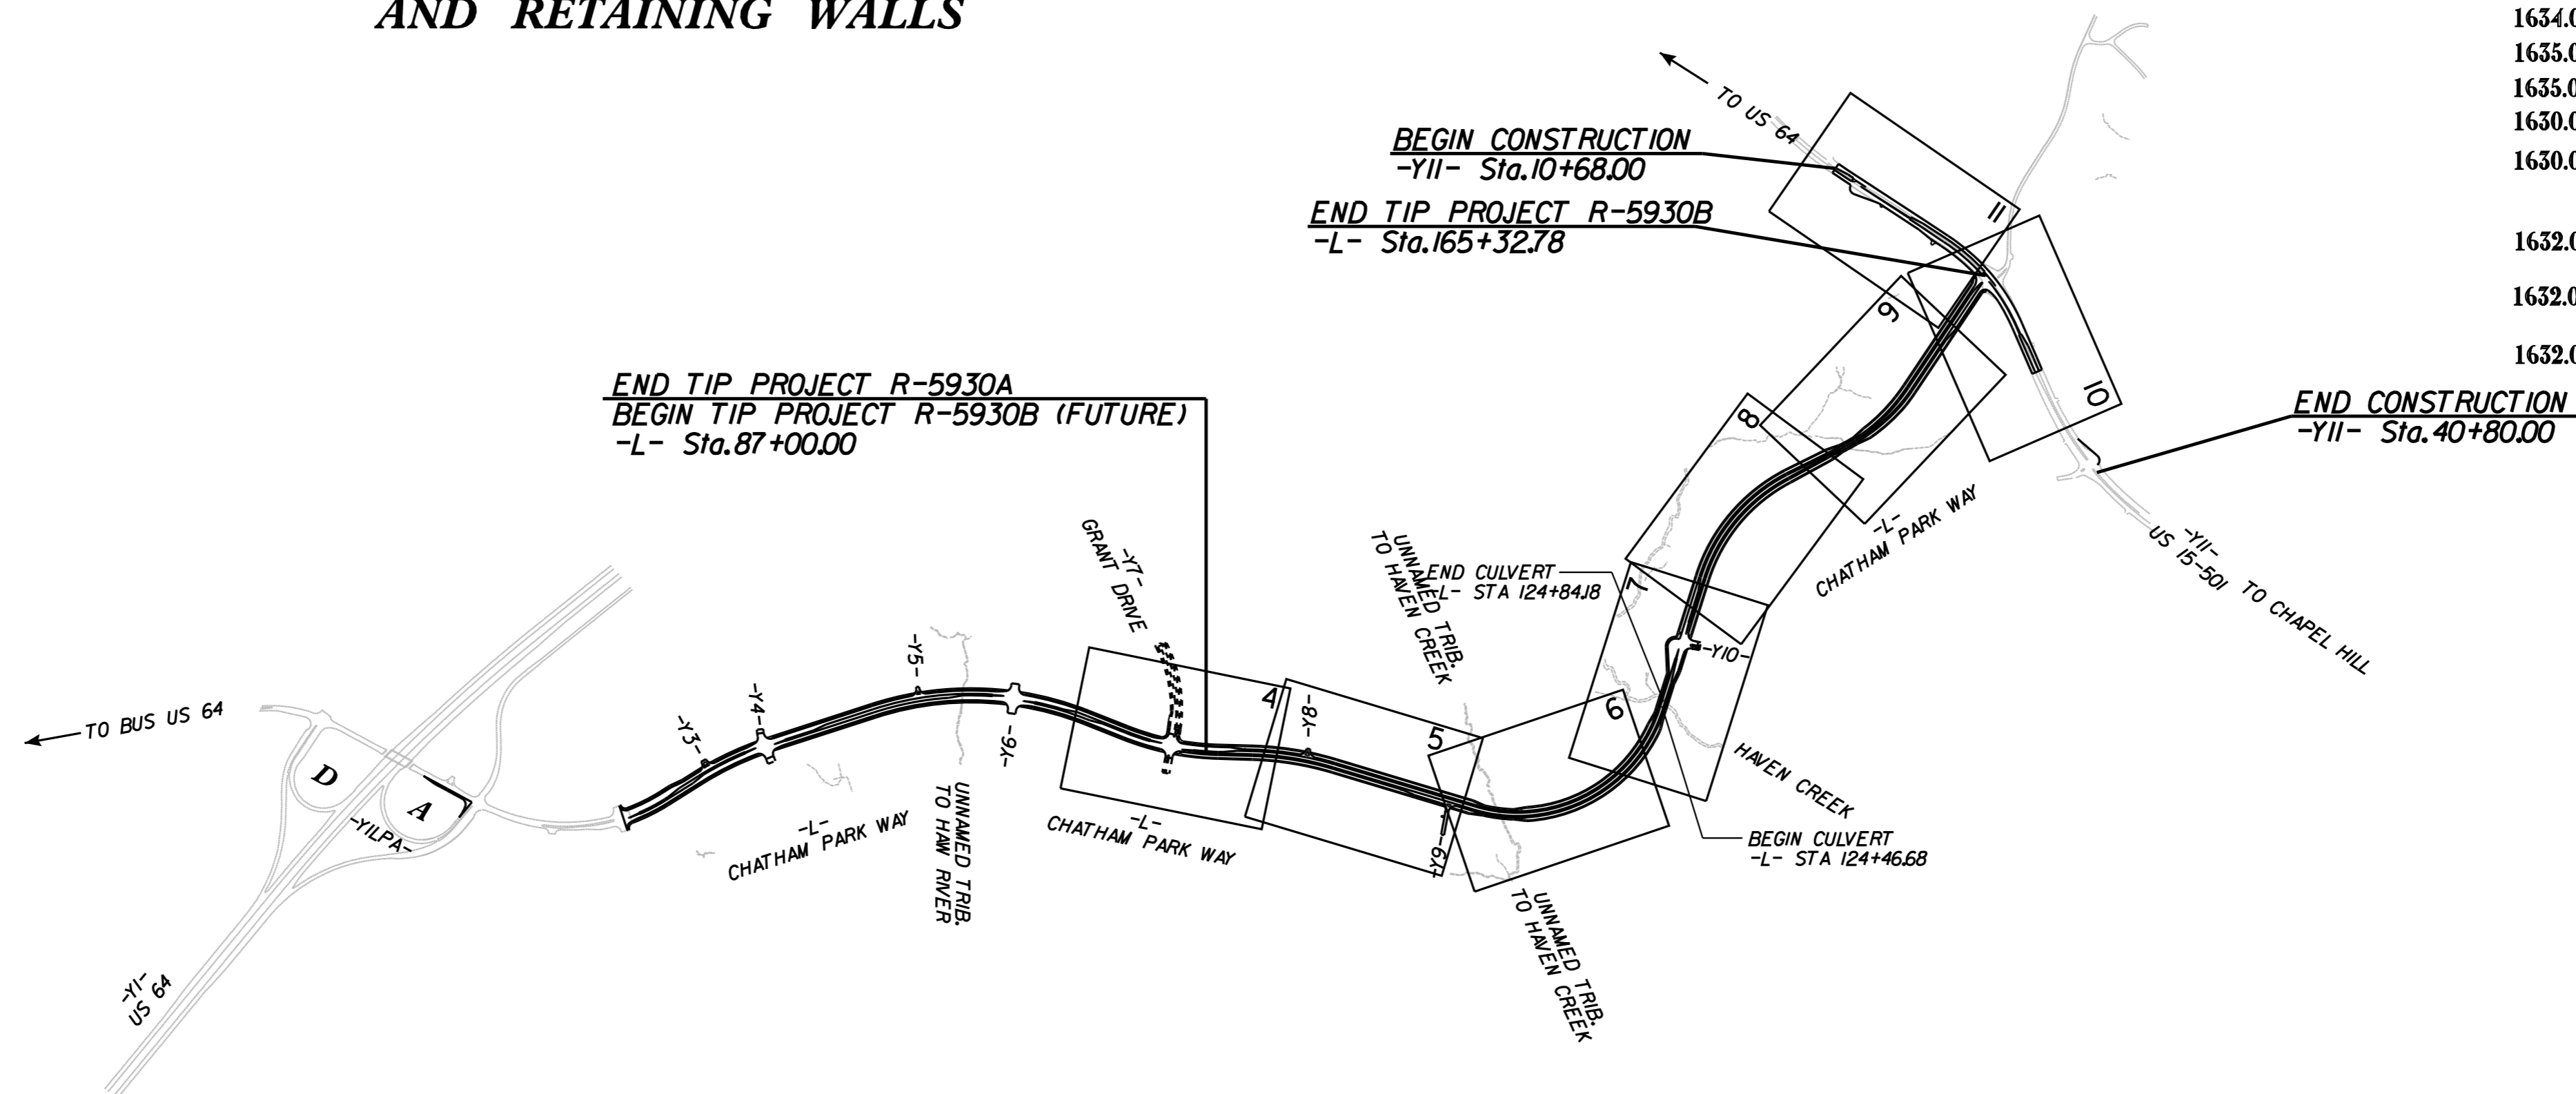 AND RETAINING WALLS
1634.0
1635.0
1635.0
1630.0
1630.0
1632.0
1632.0
1632.0
TO US 64
BEGIN CONSTRUCTION
-Y11- Sta. 10+68.00
END TIP PROJECT R-5930B
-L- Sta. 165+32.78
11
9
10
8
END TIP PROJECT R-5930A
BEGIN TIP PROJECT R-5930B (FUTURE)
-L- Sta. 87+00.00
END CONSTRUCTION
-Y11- Sta. 40+80.00
-L-
CHATHAM PARK WAY
-Y11-
US 15-501
TO CHAPEL HILL
-Y7-
GRANT DRIVE
UNNAMED TRIB.
TO HAVEN CREEK
END CULVERT
-L- STA 124+84.18
7
-Y10-
6
HAVEN CREEK
BEGIN CULVERT
-L- STA 124+46.68
4
-Y8-
5
-Y9-
UNNAMED TRIB.
TO HAVEN CREEK
-L-
CHATHAM PARK WAY
-Y3-
-Y4-
-Y5-
-Y6-
UNNAMED TRIB.
TO HAW RIVER
-L-
CHATHAM PARK WAY
TO BUS US 64
D
A
-Y1LPA-
-Y1-
US 64